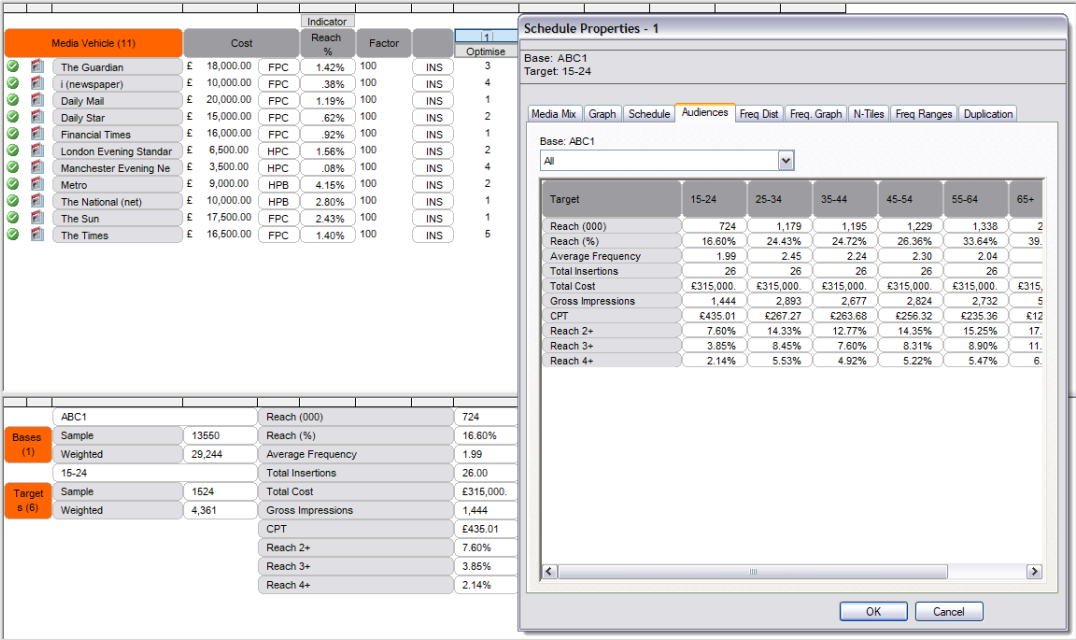 Indicator
Media Vehicle (11) Cost Reach % Factor 1 Optimise
The Guardian £ 18,000.00 FPC 1.42% 100 INS 3
i (newspaper) £ 10,000.00 FPC .38% 100 INS 4
Daily Mail £ 20,000.00 FPC 1.19% 100 INS 1
Daily Star £ 15,000.00 FPC .62% 100 INS 2
Financial Times £ 16,000.00 FPC .92% 100 INS 1
London Evening Standar £ 6,500.00 HPC 1.56% 100 INS 2
Manchester Evening Ne £ 3,500.00 HPC .08% 100 INS 4
Metro £ 9,000.00 HPB 4.15% 100 INS 2
The National (net) £ 10,000.00 HPB 2.80% 100 INS 1
The Sun £ 17,500.00 FPC 2.43% 100 INS 1
The Times £ 16,500.00 FPC 1.40% 100 INS 5
ABC1 Reach (000) 724
Bases (1) Sample 13550 Reach (%) 16.60%
Weighted 29,244 Average Frequency 1.99
15-24 Total Insertions 26.00
Target s (6) Sample 1524 Total Cost £315,000.
Weighted 4,361 Gross Impressions 1,444
CPT £435.01
Reach 2+ 7.60%
Reach 3+ 3.85%
Reach 4+ 2.14%
Schedule Properties - 1
Base: ABC1
Target: 15-24
Media Mix Graph Schedule Audiences Freq Dist Freq. Graph N-Tiles Freq Ranges Duplication
Base: ABC1
All
Target 15-24 25-34 35-44 45-54 55-64 65+
Reach (000) 724 1,179 1,195 1,229 1,338 2
Reach (%) 16.60% 24.43% 24.72% 26.36% 33.64% 39.
Average Frequency 1.99 2.45 2.24 2.30 2.04
Total Insertions 26 26 26 26 26
Total Cost £315,000. £315,000. £315,000. £315,000. £315,000. £315,
Gross Impressions 1,444 2,893 2,677 2,824 2,732 5
CPT £435.01 £267.27 £263.68 £256.32 £235.36 £12
Reach 2+ 7.60% 14.33% 12.77% 14.35% 15.25% 17.
Reach 3+ 3.85% 8.45% 7.60% 8.31% 8.90% 11.
Reach 4+ 2.14% 5.53% 4.92% 5.22% 5.47% 6.
OK Cancel